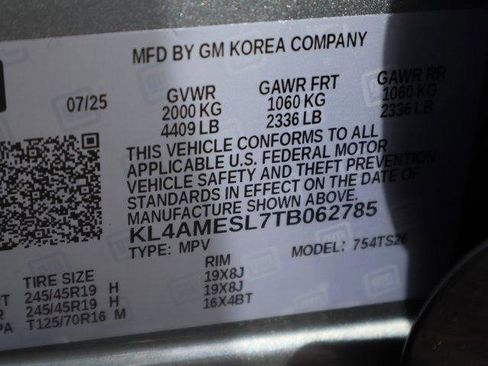 MFD BY GM KOREA COMPANY
07/25 GVWR GAWR FRT GAWR RR
2000 KG 1060 KG 1060 KG
4409 LB 2336 LB 2336 LB
THIS VEHICLE CONFORMS TO ALL
APPLICABLE U.S. FEDERAL MOTOR
VEHICLE SAFETY AND THEFT PREVENTION
STANDARDS IN EFFECT ON THE DATE OF
MANUFACTURE SHOWN ABOVE.
KL4AMESL7TB062785
TYPE: MPV MODEL: 754TS26
TIRE SIZE RIM
245/45R19 H 19X8J
245/45R19 H 19X8J
T125/70R16 M 16X4BT